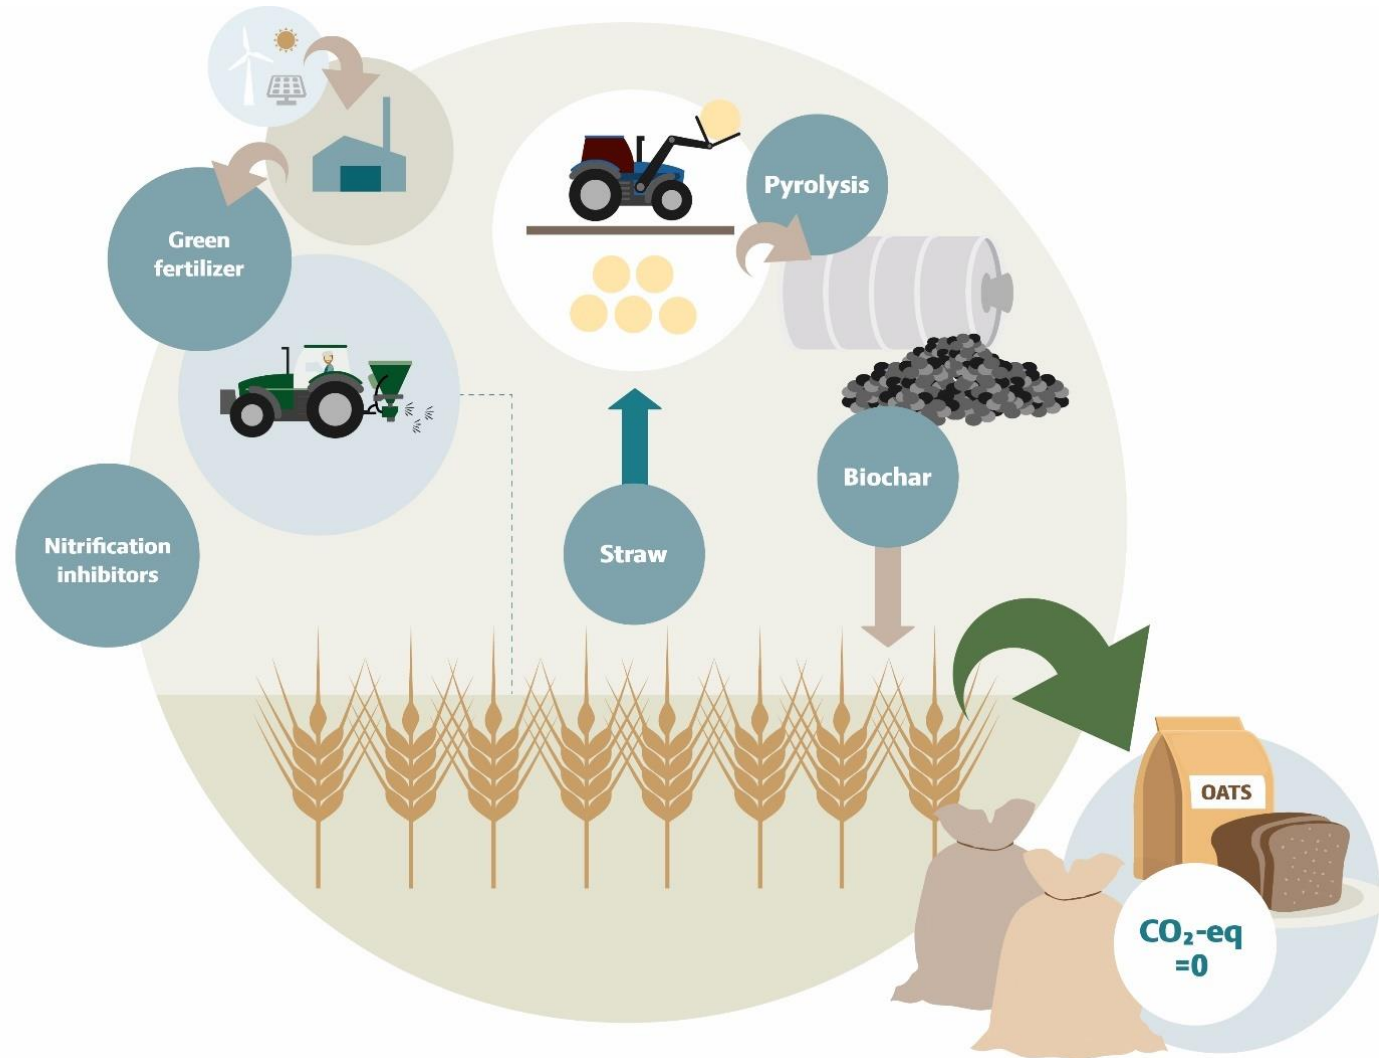 Pyrolysis
Green
fertilizer
Biochar
Nitrification
inhibitors
Straw
OATS
CO₂-eq
=0